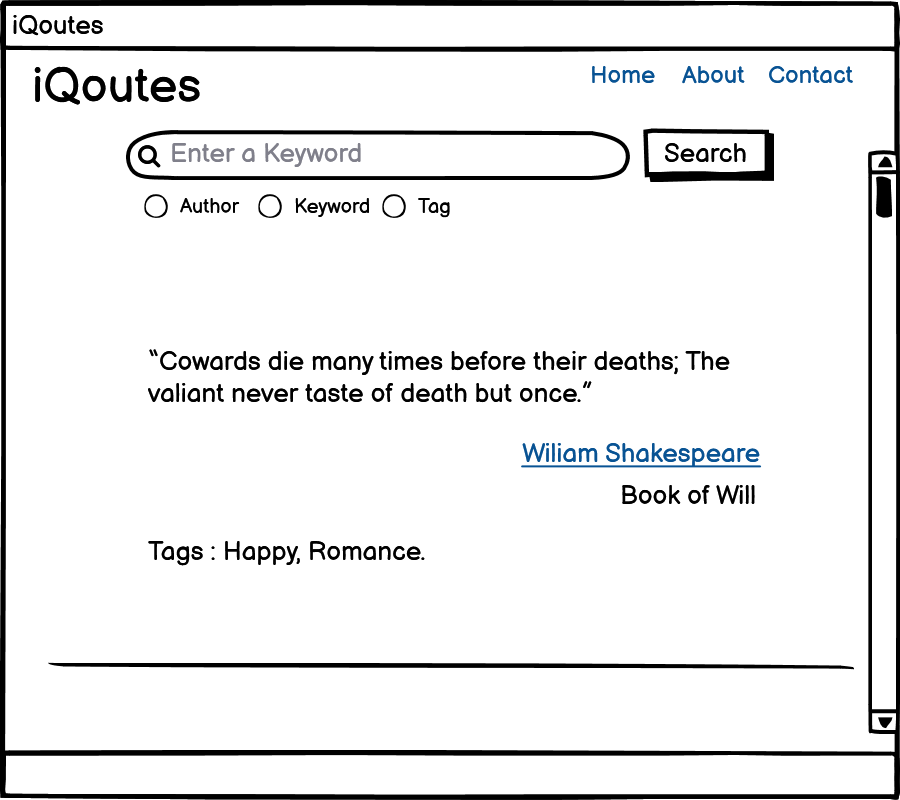 iQoutes
iQoutes
Home About Contact
Enter a Keyword
Search
Author Keyword Tag
“Cowards die many times before their deaths; The
valiant never taste of death but once.”
Wiliam Shakespeare
Book of Will
Tags : Happy, Romance.